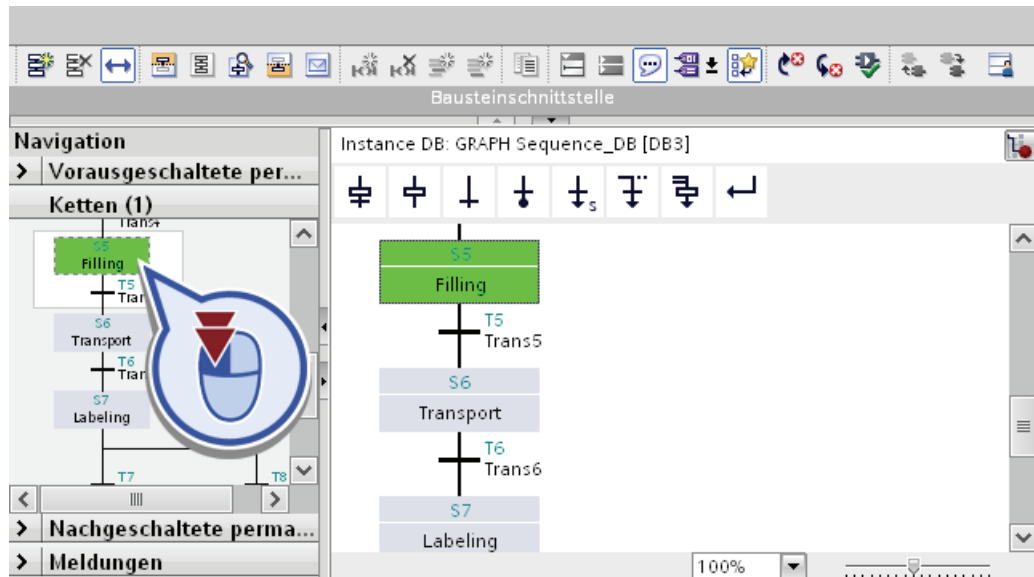 Bausteinschnittstelle
Navigation
Vorausgeschaltete per...
Ketten (1)
Trans4
S5
Filling
T5
S6
Transport
T6
S7
Labeling
T7
T8
Nachgeschaltete perma...
Meldungen
Instance DB: GRAPH Sequence_DB [DB3]
s
S5
Filling
T5
Trans5
S6
Transport
T6
Trans6
S7
Labeling
100%